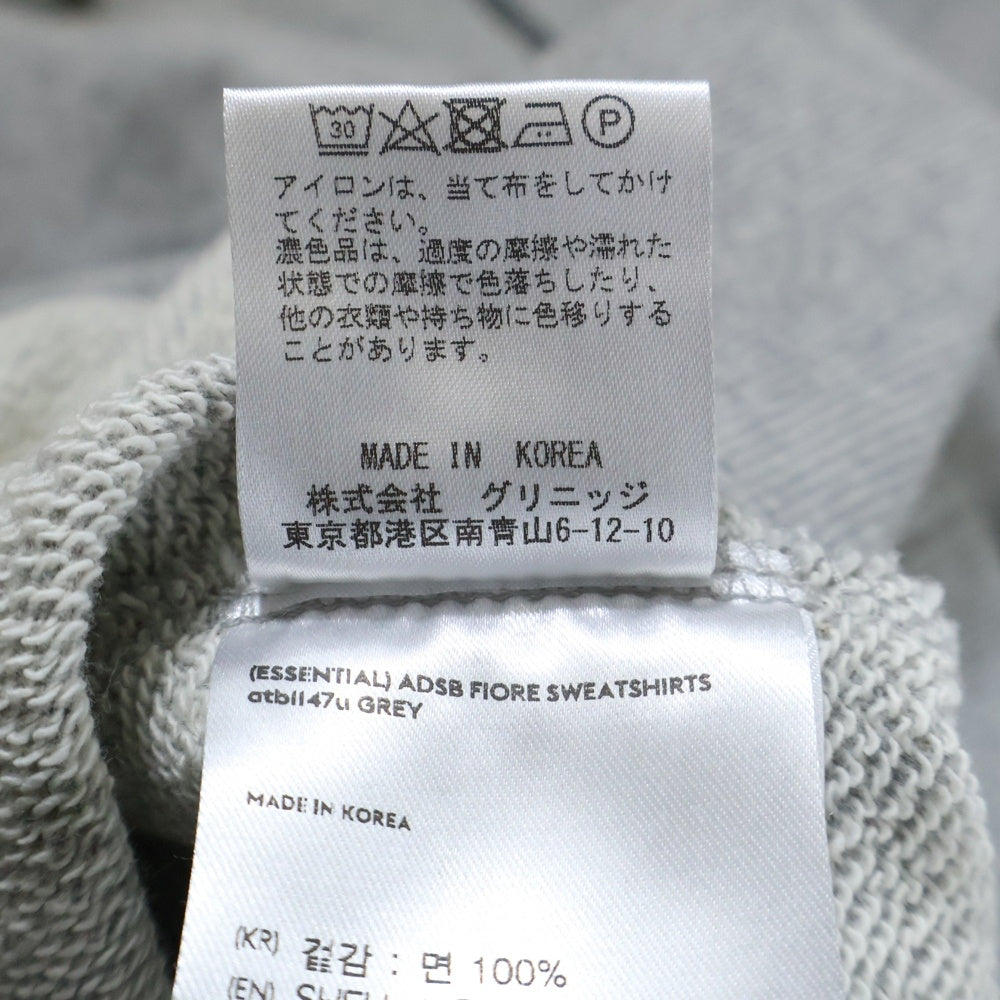 30 P
アイロンは、当て布をしてかけ
てください。
濃色品は、過度の摩擦や濡れた
状態での摩擦で色落ちしたり、
他の衣類や持ち物に色移りする
ことがあります。
MADE IN KOREA
株式会社 グリニッジ
東京都港区南青山6-12-10
(ESSENTIAL) ADSB FIORE SWEATSHIRTS
atb1147u GREY
MADE IN KOREA
(KR) 겉감 : 면 100%
(EN)